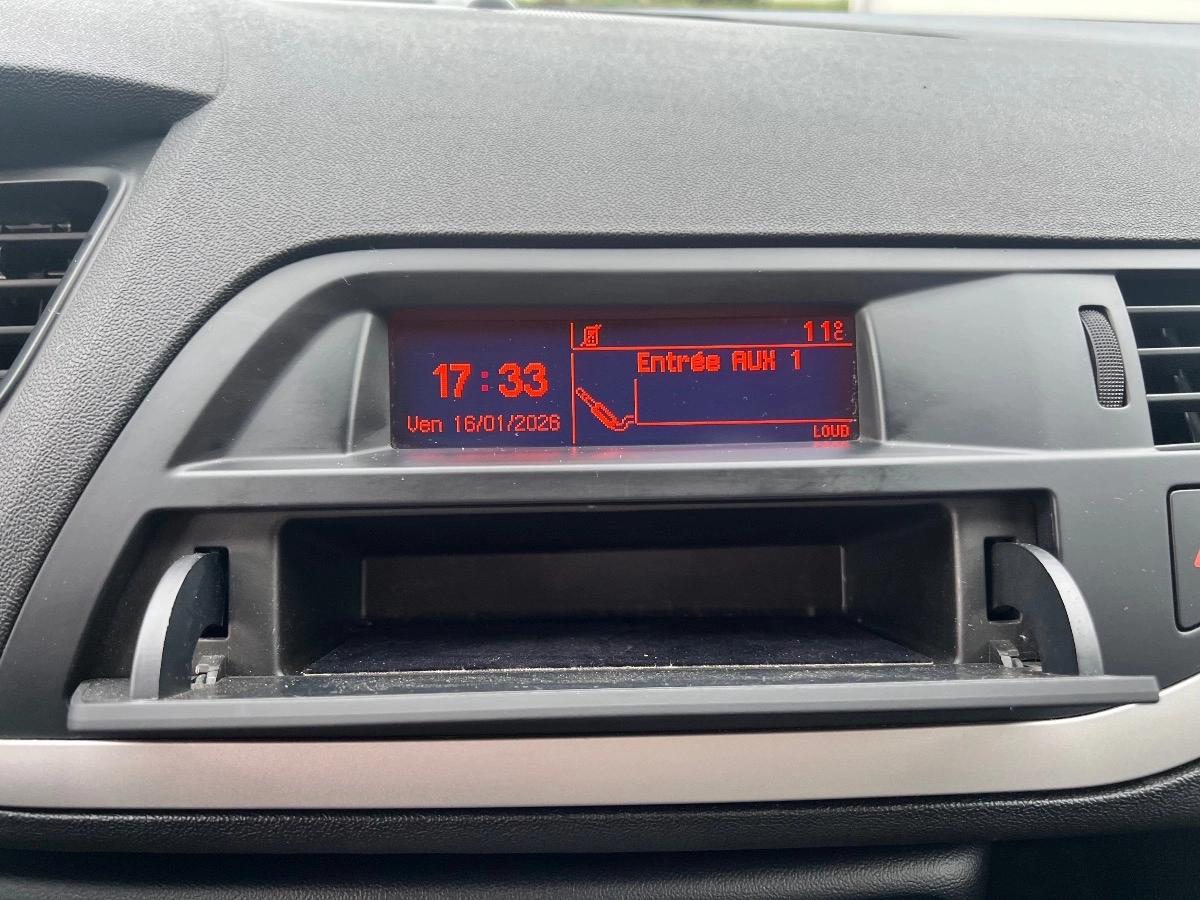 11°C
Entrée AUX 1
17:33
Ven 16/01/2026
LOUD